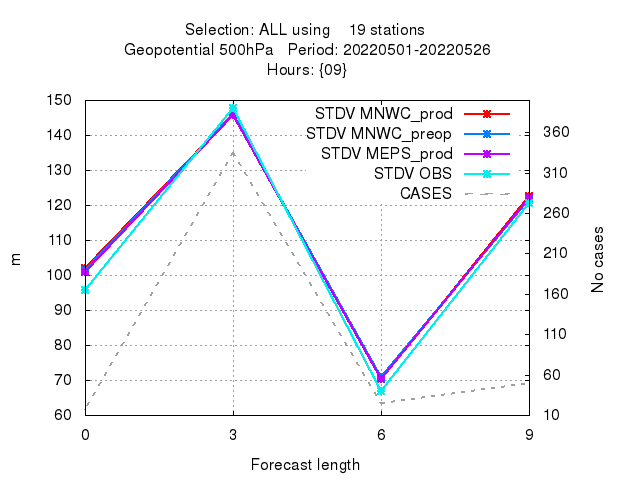 Selection: ALL using    19 stations
Geopotential 500hPa   Period: 20220501-20220526
Hours: {09}
STDV MNWC_prod
STDV MNWC_preop
STDV MEPS_prod
STDV OBS
CASES
150
140
130
120
110
100
90
80
70
60
m
360
310
260
210
160
110
60
10
No cases
0 3 6 9
Forecast length